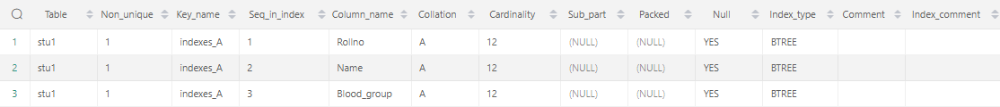 Table Non_unique Key_name Seq_in_index Column_name Collation Cardinality Sub_part Packed Null Index_type Comment Index_comment
1 stu1 1 indexes_A 1 Rollno A 12 (NULL) (NULL) YES BTREE
2 stu1 1 indexes_A 2 Name A 12 (NULL) (NULL) YES BTREE
3 stu1 1 indexes_A 3 Blood_group A 12 (NULL) (NULL) YES BTREE